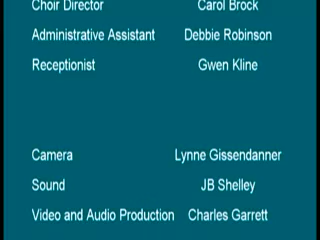 Choir Director Carol Brock
Administrative Assistant Debbie Robinson
Receptionist Gwen Kline
Camera Lynne Gissendanner
Sound JB Shelley
Video and Audio Production Charles Garrett